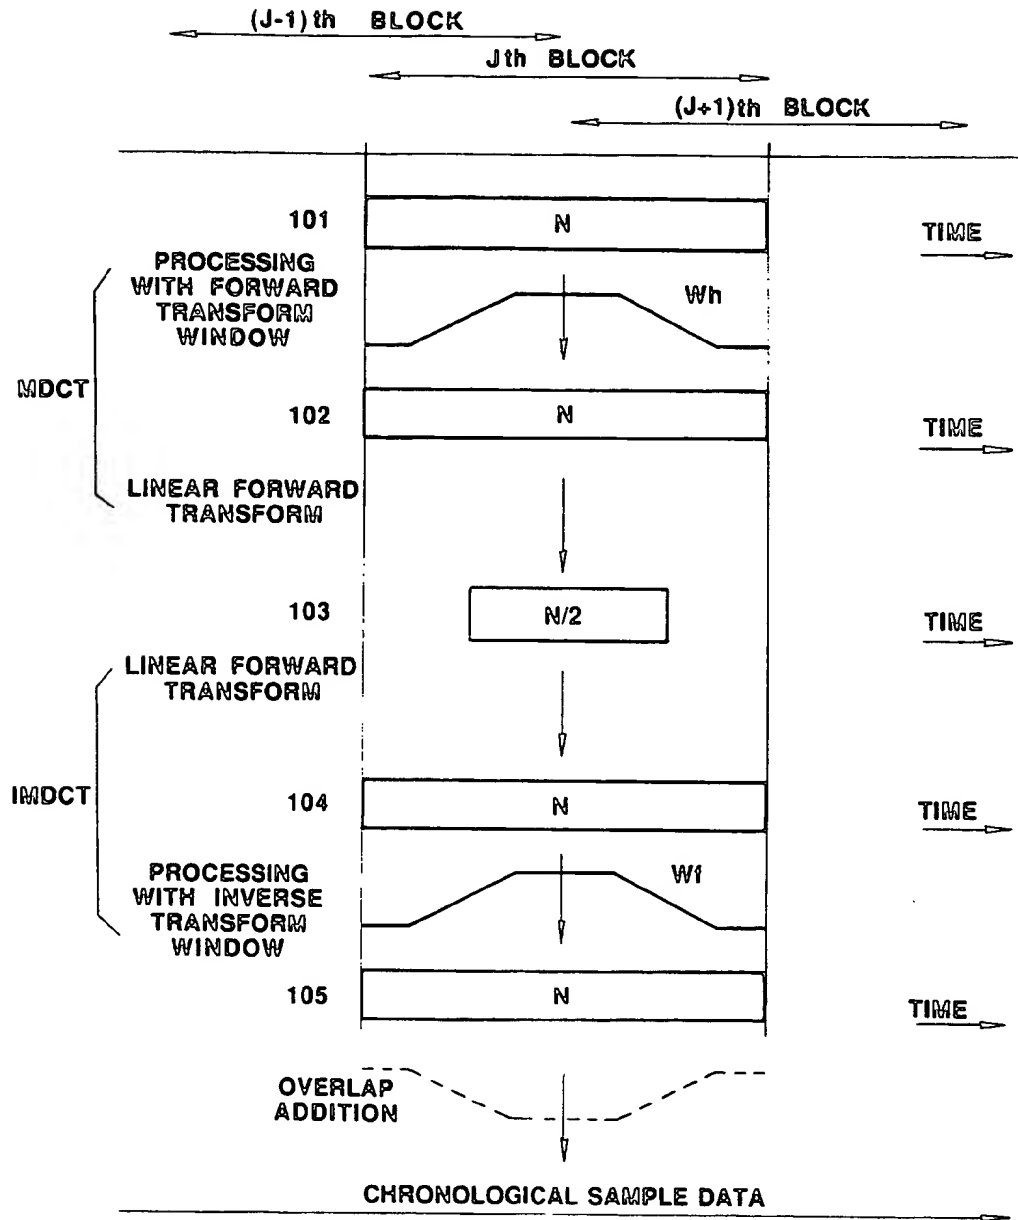 (J-1)th BLOCK
Jth BLOCK
(J+1)th BLOCK
101
N
TIME
PROCESSING
WITH FORWARD
TRANSFORM
WINDOW
Wh
MDCT
102
N
TIME
LINEAR FORWARD
TRANSFORM
103
N/2
TIME
LINEAR FORWARD
TRANSFORM
IMDCT
104
N
TIME
PROCESSING
WITH INVERSE
TRANSFORM
WINDOW
Wf
105
N
TIME
OVERLAP
ADDITION
CHRONOLOGICAL SAMPLE DATA